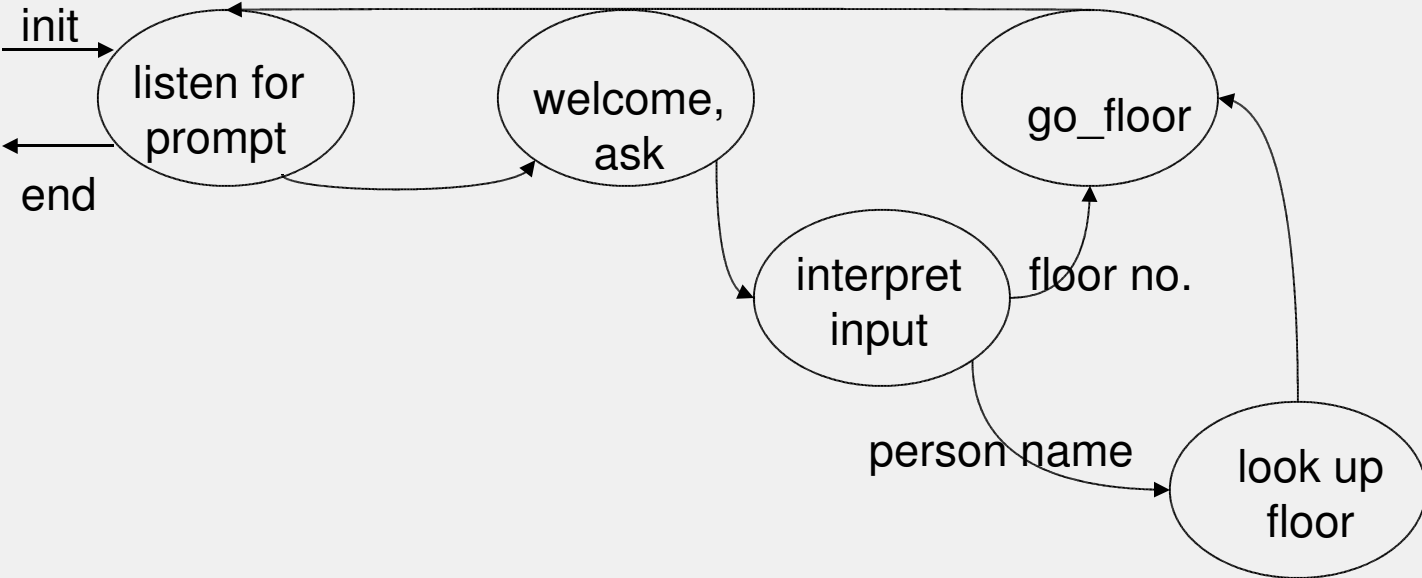 init
listen for
prompt
end
welcome,
ask
go_floor
interpret
input
floor no.
person name
look up
floor